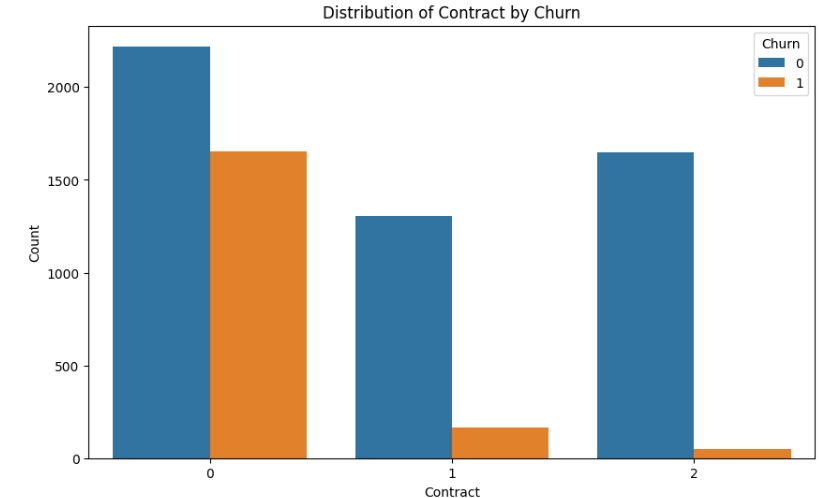 Distribution of Contract by Churn
Churn
0
1
2000
1500
1000
500
0
Count
0 1 2
Contract